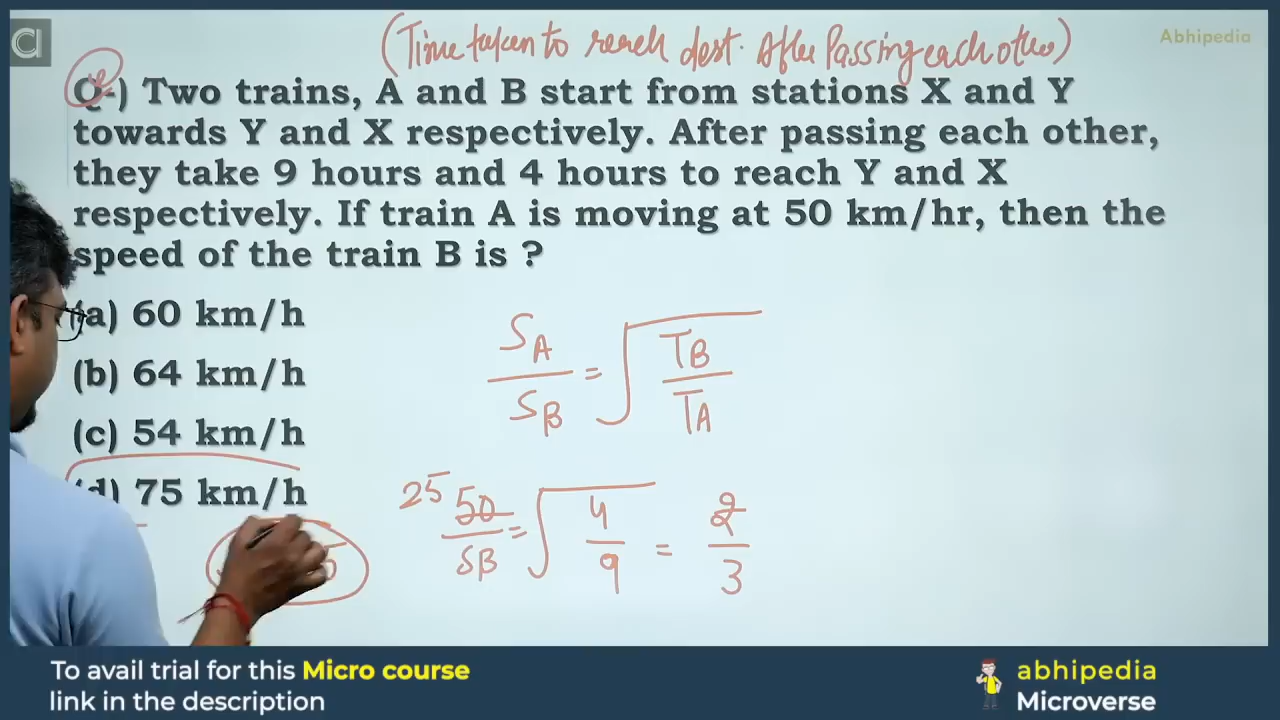 (Time taken to reach dest. After Passing each other)
Abhipedia
Q-) Two trains, A and B start from stations X and Y
towards Y and X respectively. After passing each other,
they take 9 hours and 4 hours to reach Y and X
respectively. If train A is moving at 50 km/hr, then the
speed of the train B is ?
(a) 60 km/h
(b) 64 km/h
(c) 54 km/h
(d) 75 km/h
SA/SB = √TB/TA
25 50/SB = √4/9 = 2/3
To avail trial for this Micro course
link in the description
abhipedia
Microverse